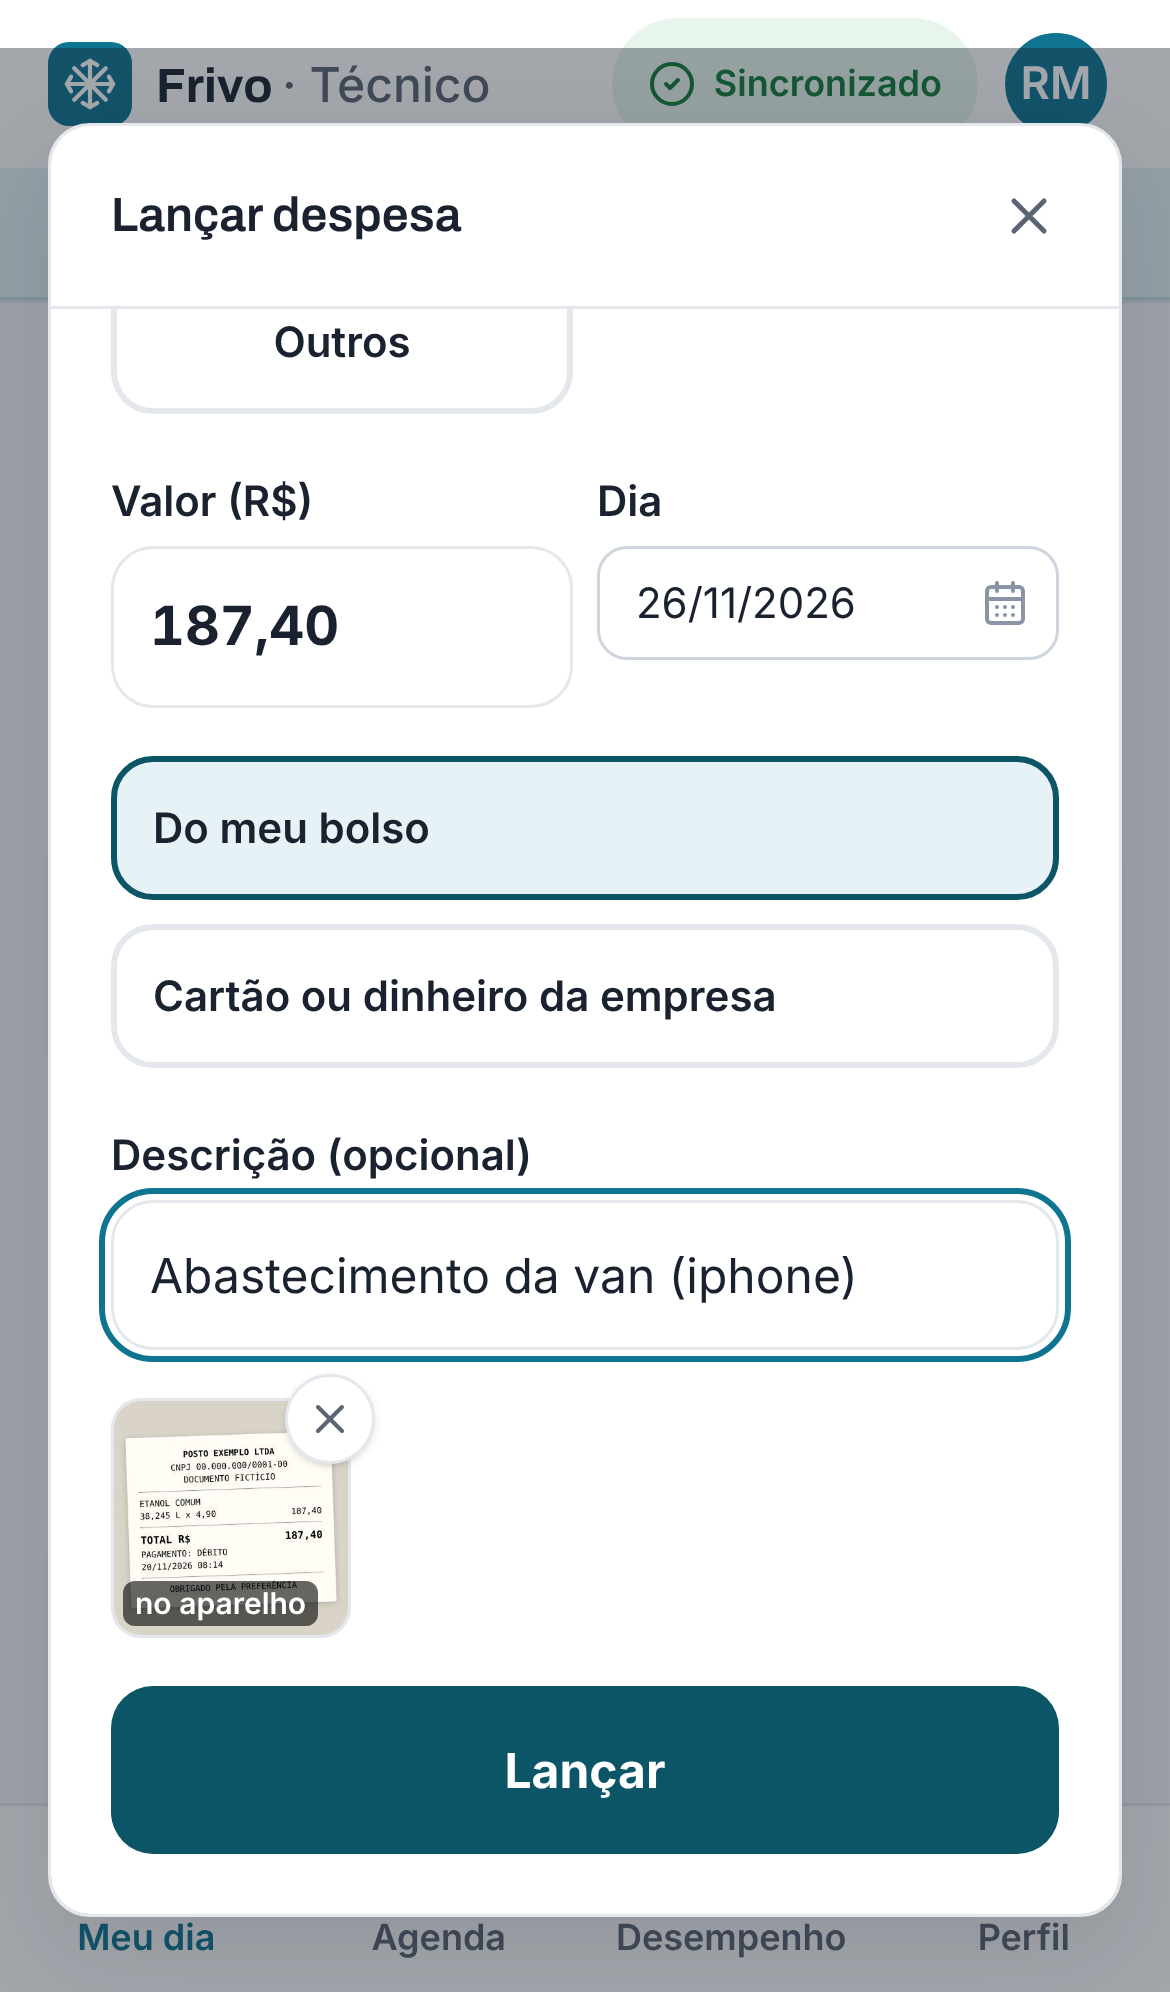 Frivo · Técnico
Sincronizado
RM
Lançar despesa
Outros
Valor (R$)
Dia
187,40
26/11/2026
Do meu bolso
Cartão ou dinheiro da empresa
Descrição (opcional)
Abastecimento da van (iphone)
POSTO EXEMPLO LTDA
CNPJ 00.000.000/0001-00
DOCUMENTO FICTÍCIO
ETANOL COMUM
38,245 L x 4,90 187,40
TOTAL R$ 187,40
PAGAMENTO: DÉBITO
20/11/2026 08:14
OBRIGADO PELA PREFERÊNCIA
no aparelho
Lançar
Meu dia
Agenda
Desempenho
Perfil